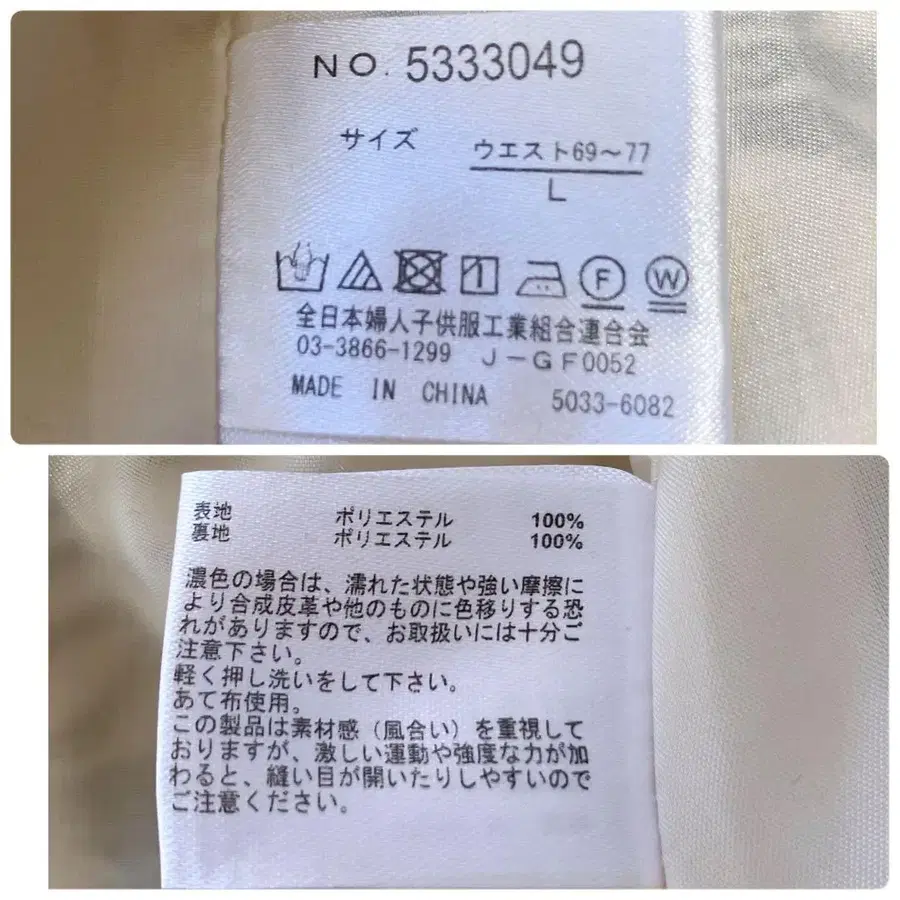 NO. 5333049
サイズ
ウエスト69〜77
L
F W
全日本婦人子供服工業組合連合会
03-3866-1299 J-GF0052
MADE IN CHINA 5033-6082
表地 ポリエステル 100%
裏地 ポリエステル 100%
濃色の場合は、濡れた状態や強い摩擦に
より合成皮革や他のものに色移りする恐
れがありますので、お取扱いには十分ご
注意下さい。
軽く押し洗いをして下さい。
あて布使用。
この製品は素材感（風合い）を重視して
おりますが、激しい運動や強度な力が加
わると、縫い目が開いたりしやすいので
ご注意ください。